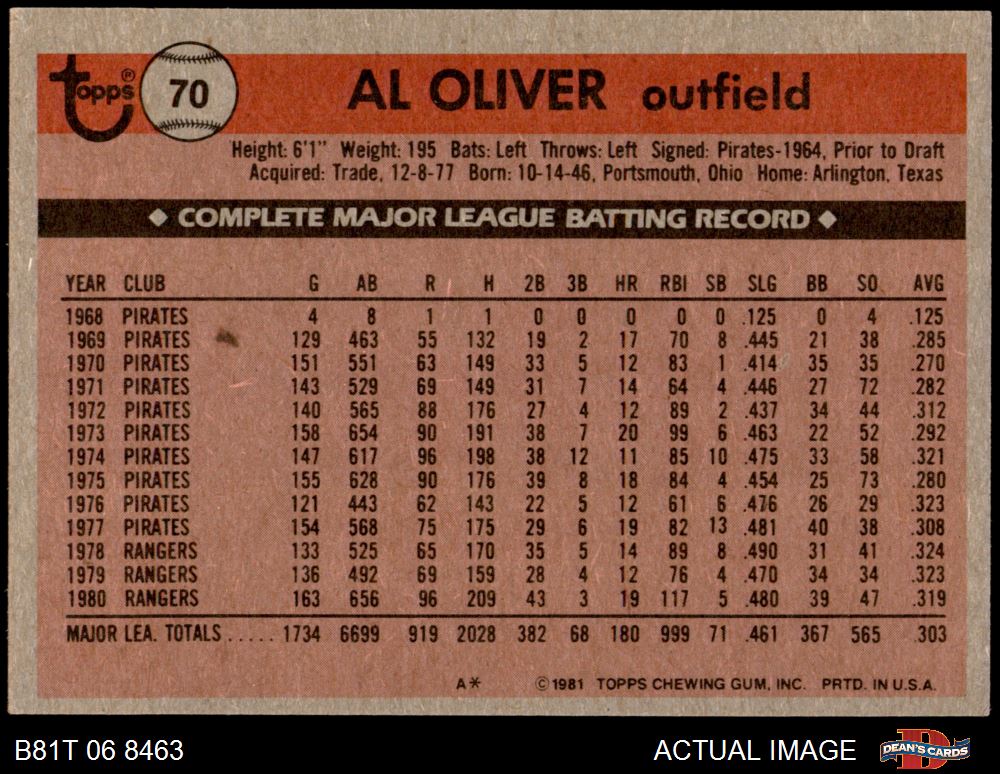 topps® 70 AL OLIVER outfield
Height: 6'1" Weight: 195 Bats: Left Throws: Left Signed: Pirates-1964, Prior to Draft
Acquired: Trade, 12-8-77 Born: 10-14-46, Portsmouth, Ohio Home: Arlington, Texas
◆ COMPLETE MAJOR LEAGUE BATTING RECORD ◆
YEAR CLUB G AB R H 2B 3B HR RBI SB SLG BB SO AVG
1968 PIRATES 4 8 1 1 0 0 0 0 0 .125 0 4 .125
1969 PIRATES 129 463 55 132 19 2 17 70 8 .445 21 38 .285
1970 PIRATES 151 551 63 149 33 5 12 83 1 .414 35 35 .270
1971 PIRATES 143 529 69 149 31 7 14 64 4 .446 27 72 .282
1972 PIRATES 140 565 88 176 27 4 12 89 2 .437 34 44 .312
1973 PIRATES 158 654 90 191 38 7 20 99 6 .463 22 52 .292
1974 PIRATES 147 617 96 198 38 12 11 85 10 .475 33 58 .321
1975 PIRATES 155 628 90 176 39 8 18 84 4 .454 25 73 .280
1976 PIRATES 121 443 62 143 22 5 12 61 6 .476 26 29 .323
1977 PIRATES 154 568 75 175 29 6 19 82 13 .481 40 38 .308
1978 RANGERS 133 525 65 170 35 5 14 89 8 .490 31 41 .324
1979 RANGERS 136 492 69 159 28 4 12 76 4 .470 34 34 .323
1980 RANGERS 163 656 96 209 43 3 19 117 5 .480 39 47 .319
MAJOR LEA. TOTALS ..... 1734 6699 919 2028 382 68 180 999 71 .461 367 565 .303
A* ©1981 TOPPS CHEWING GUM, INC. PRTD. IN U.S.A.
B81T 06 8463 ACTUAL IMAGE DEAN'S CARDS